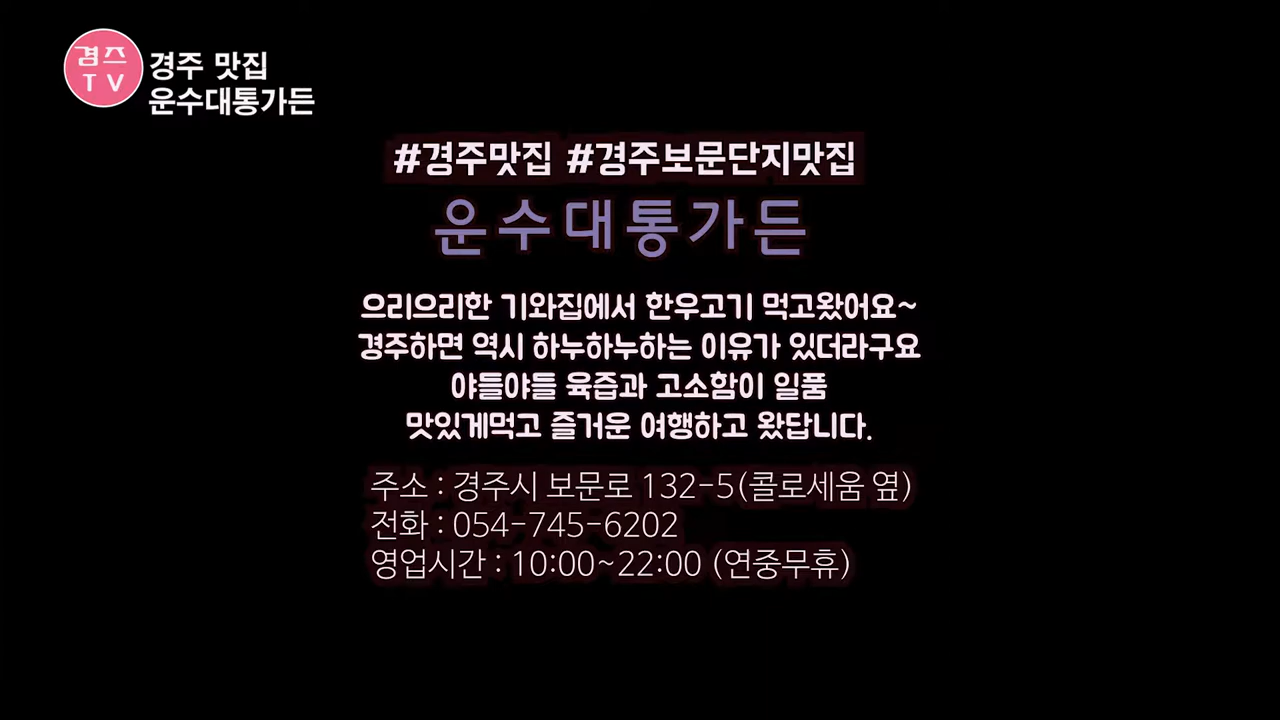 경즈
TV
경주 맛집
운수대통가든
#경주맛집 #경주보문단지맛집
운수대통가든
으리으리한 기와집에서 한우고기 먹고왔어요~
경주하면 역시 하누하누하는 이유가 있더라구요
야들야들 육즙과 고소함이 일품
맛있게먹고 즐거운 여행하고 왔답니다.
주소 : 경주시 보문로 132-5(콜로세움 옆)
전화 : 054-745-6202
영업시간 : 10:00~22:00 (연중무휴)